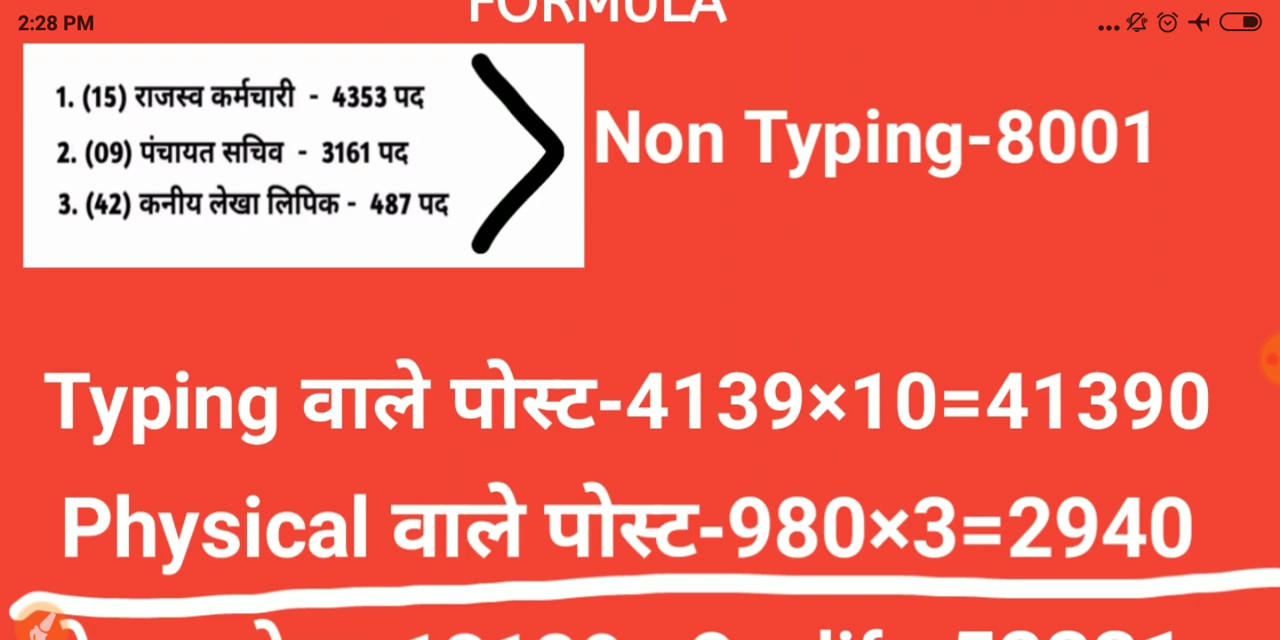 FORMULA
2:28 PM
1. (15) राजस्व कर्मचारी - 4353 पद
2. (09) पंचायत सचिव - 3161 पद
3. (42) कनीय लेखा लिपिक - 487 पद
Non Typing-8001
Typing वाले पोस्ट-4139×10=41390
Physical वाले पोस्ट-980×3=2940